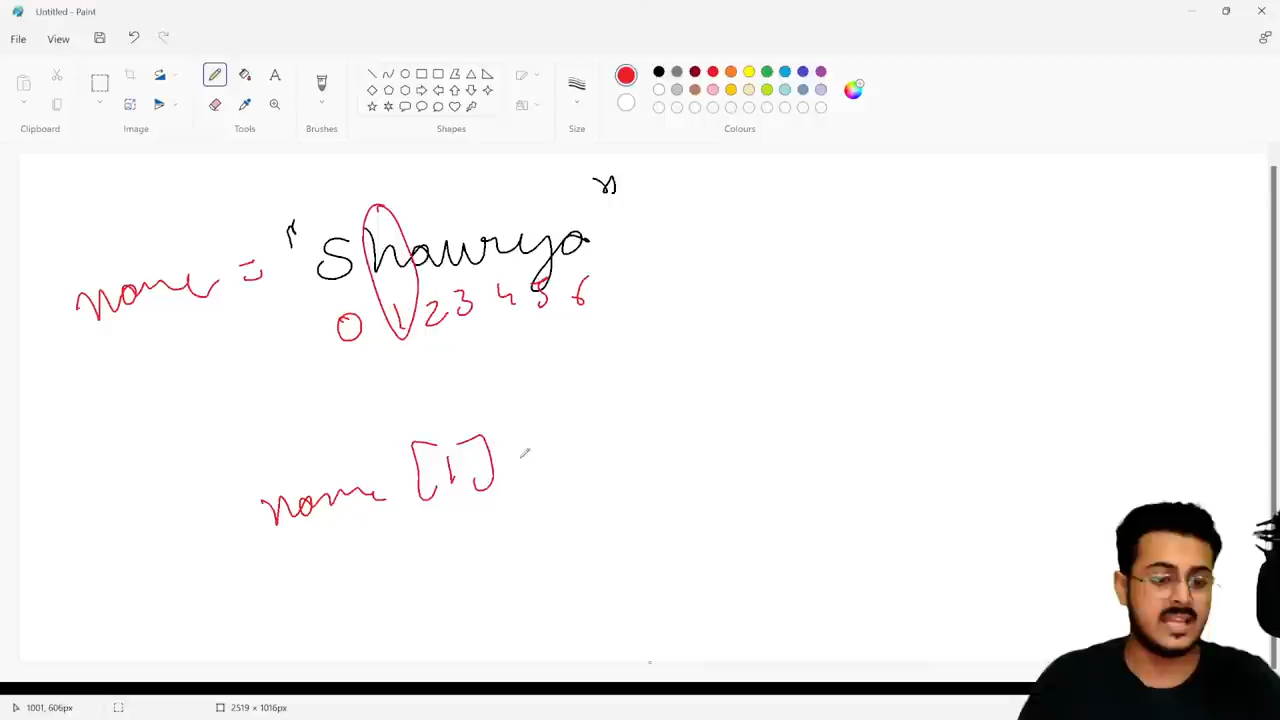 Untitled - Paint
File View
Clipboard Image Tools Brushes Shapes Size Colours
name = "Shaurya"
0 1 2 3 4 5 6
name [1]
1001, 606px 2519 × 1016px